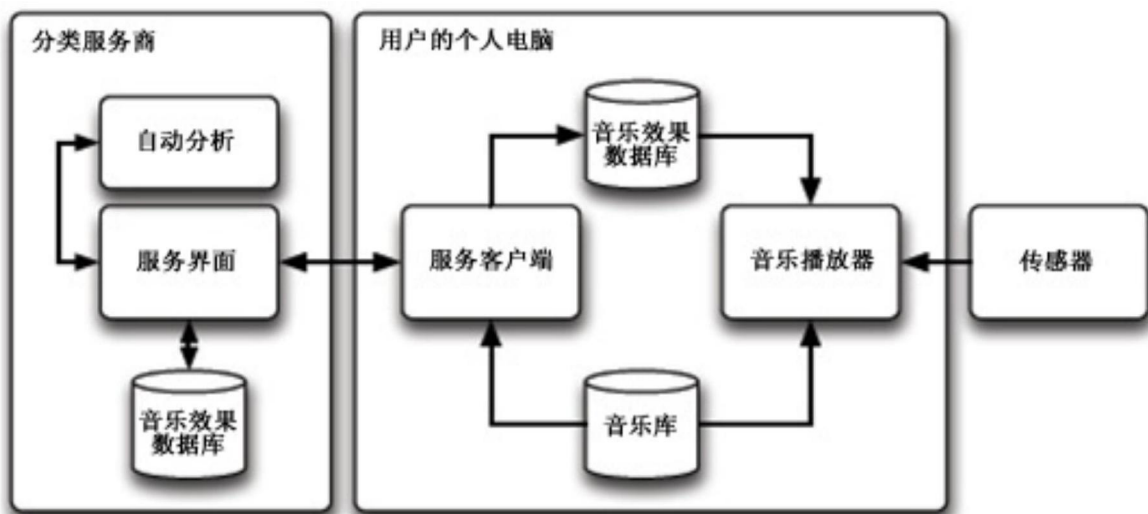 分类服务商
用户的个人电脑
自动分析
服务界面
音乐效果
数据库
音乐效果
数据库
服务客户端
音乐播放器
音乐库
传感器